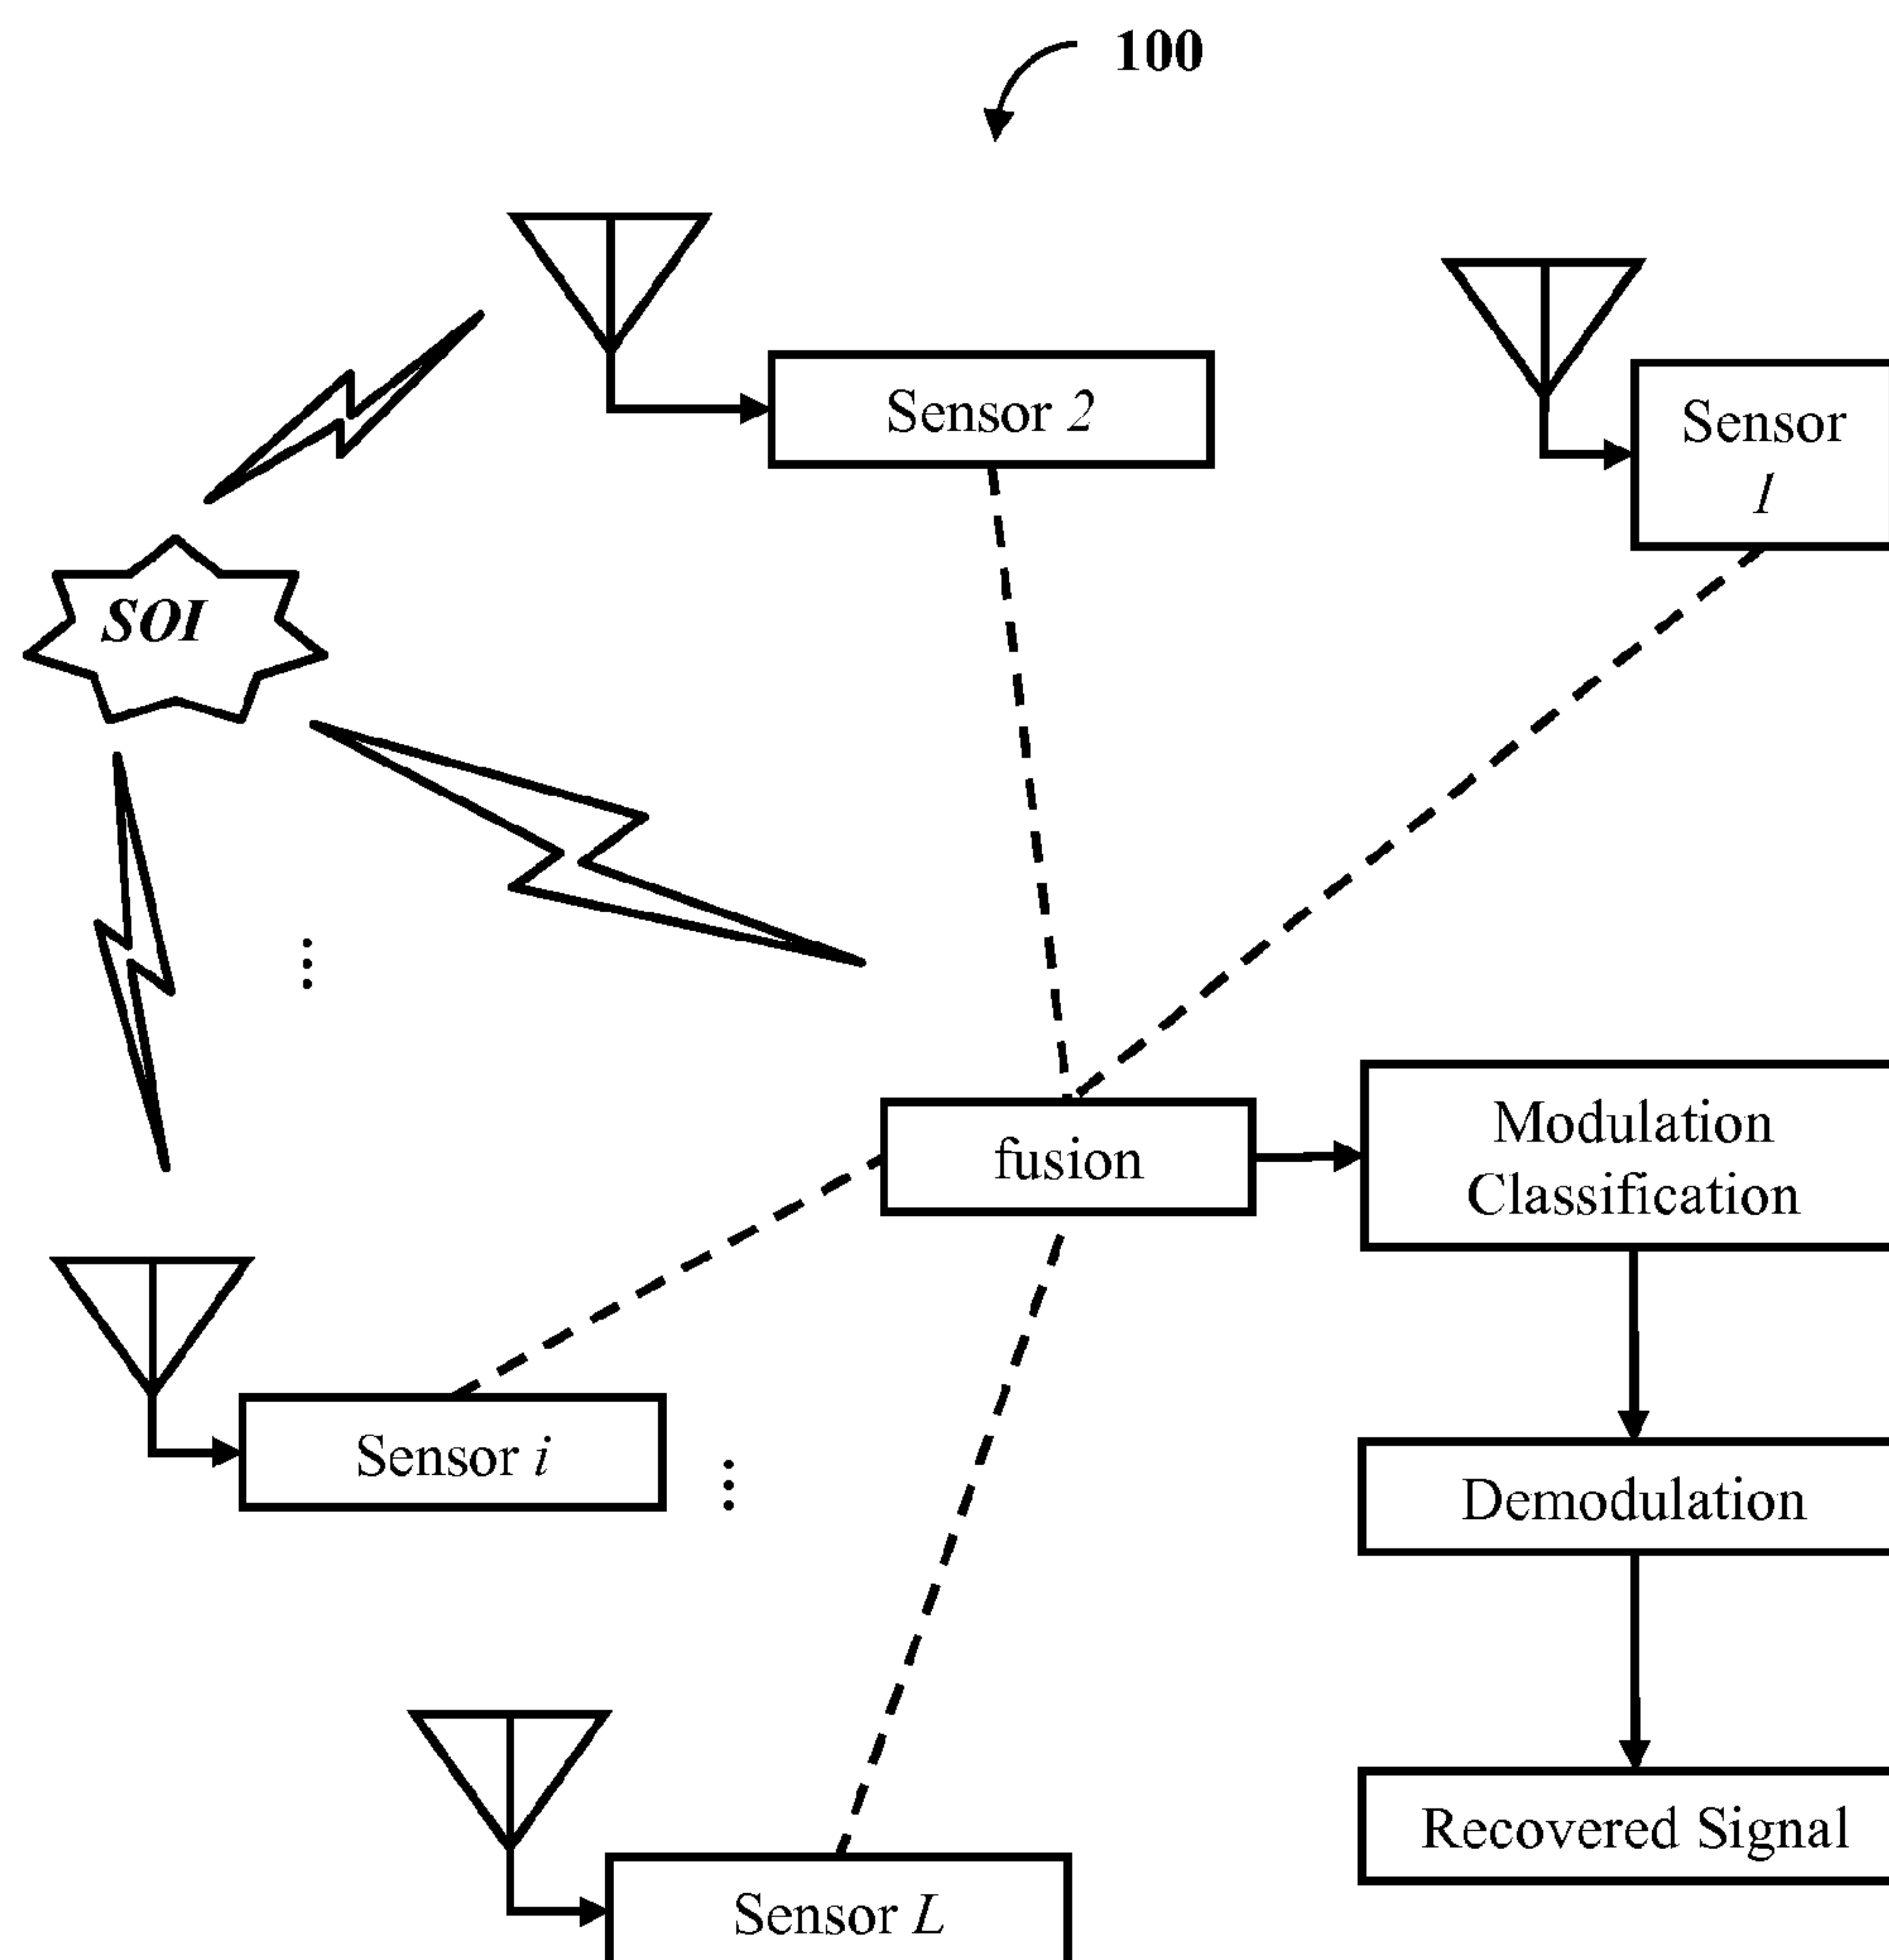 100
Sensor 2
Sensor
1
SOI
fusion
Modulation
Classification
Sensor i
Demodulation
Recovered Signal
Sensor L